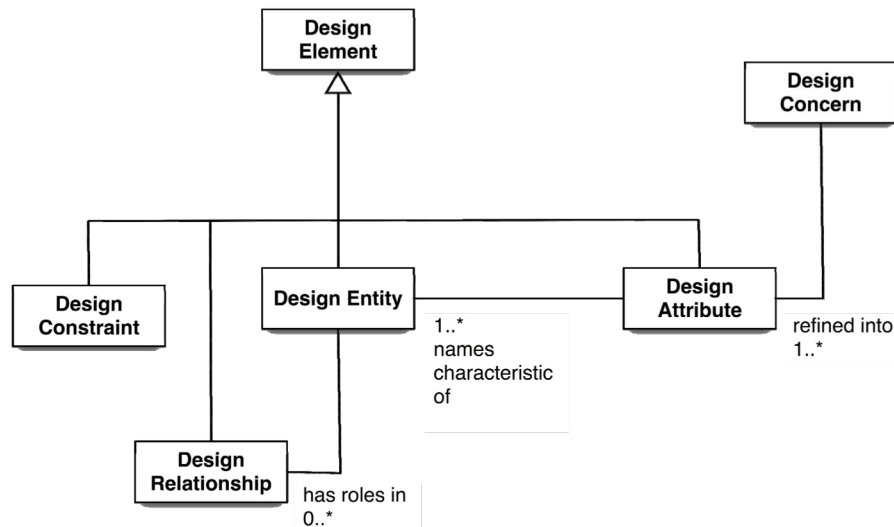 Design
Element
Design
Concern
Design
Constraint
Design Entity
Design
Attribute
1..*
names
characteristic
of
refined into
1..*
Design
Relationship
has roles in
0..*